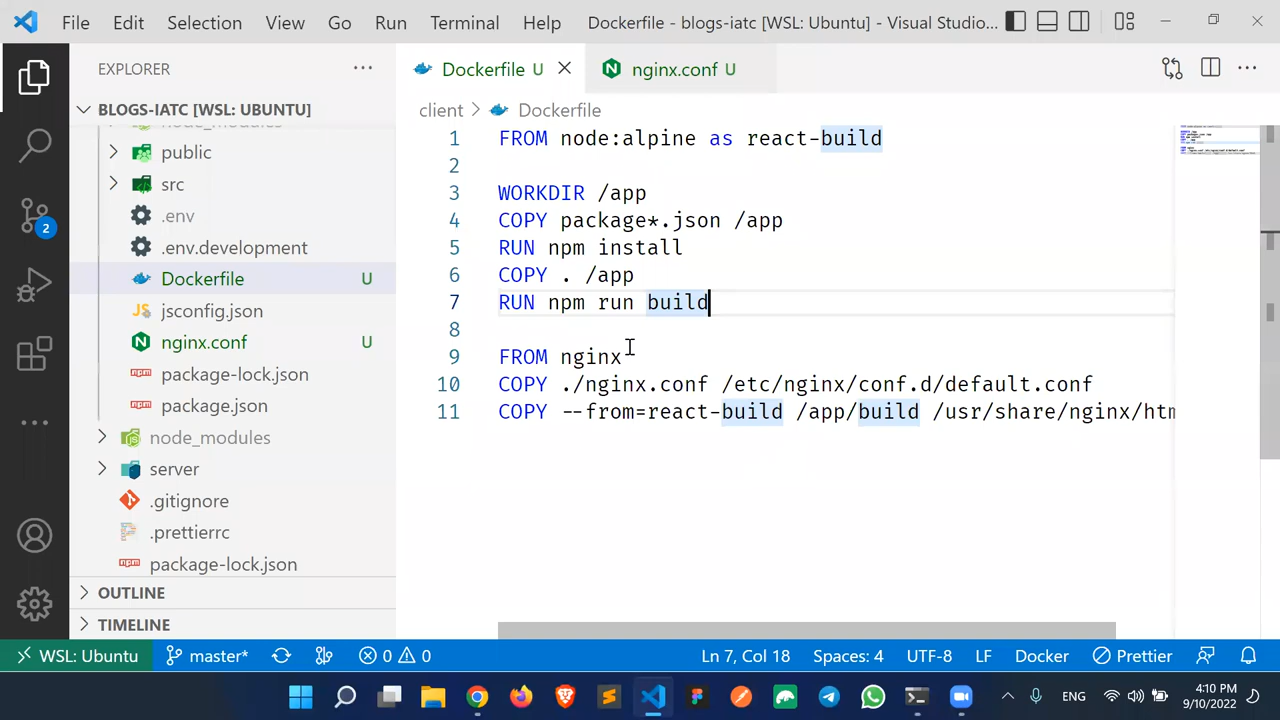 File Edit Selection View Go Run Terminal Help Dockerfile - blogs-iatc [WSL: Ubuntu] - Visual Studio...
EXPLORER ...
BLOGS-IATC [WSL: UBUNTU]
node_modules
public
src
.env
.env.development
Dockerfile U
jsconfig.json
nginx.conf U
package-lock.json
package.json
node_modules
server
.gitignore
.prettierrc
package-lock.json
OUTLINE
TIMELINE
2
Dockerfile U
nginx.conf U
client > Dockerfile
1 FROM node:alpine as react-build
2
3 WORKDIR /app
4 COPY package*.json /app
5 RUN npm install
6 COPY . /app
7 RUN npm run build
8
9 FROM nginx
10 COPY ./nginx.conf /etc/nginx/conf.d/default.conf
11 COPY --from=react-build /app/build /usr/share/nginx/htm
WSL: Ubuntu master* 0 0 Ln 7, Col 18 Spaces: 4 UTF-8 LF Docker Prettier
ENG 4:10 PM
9/10/2022